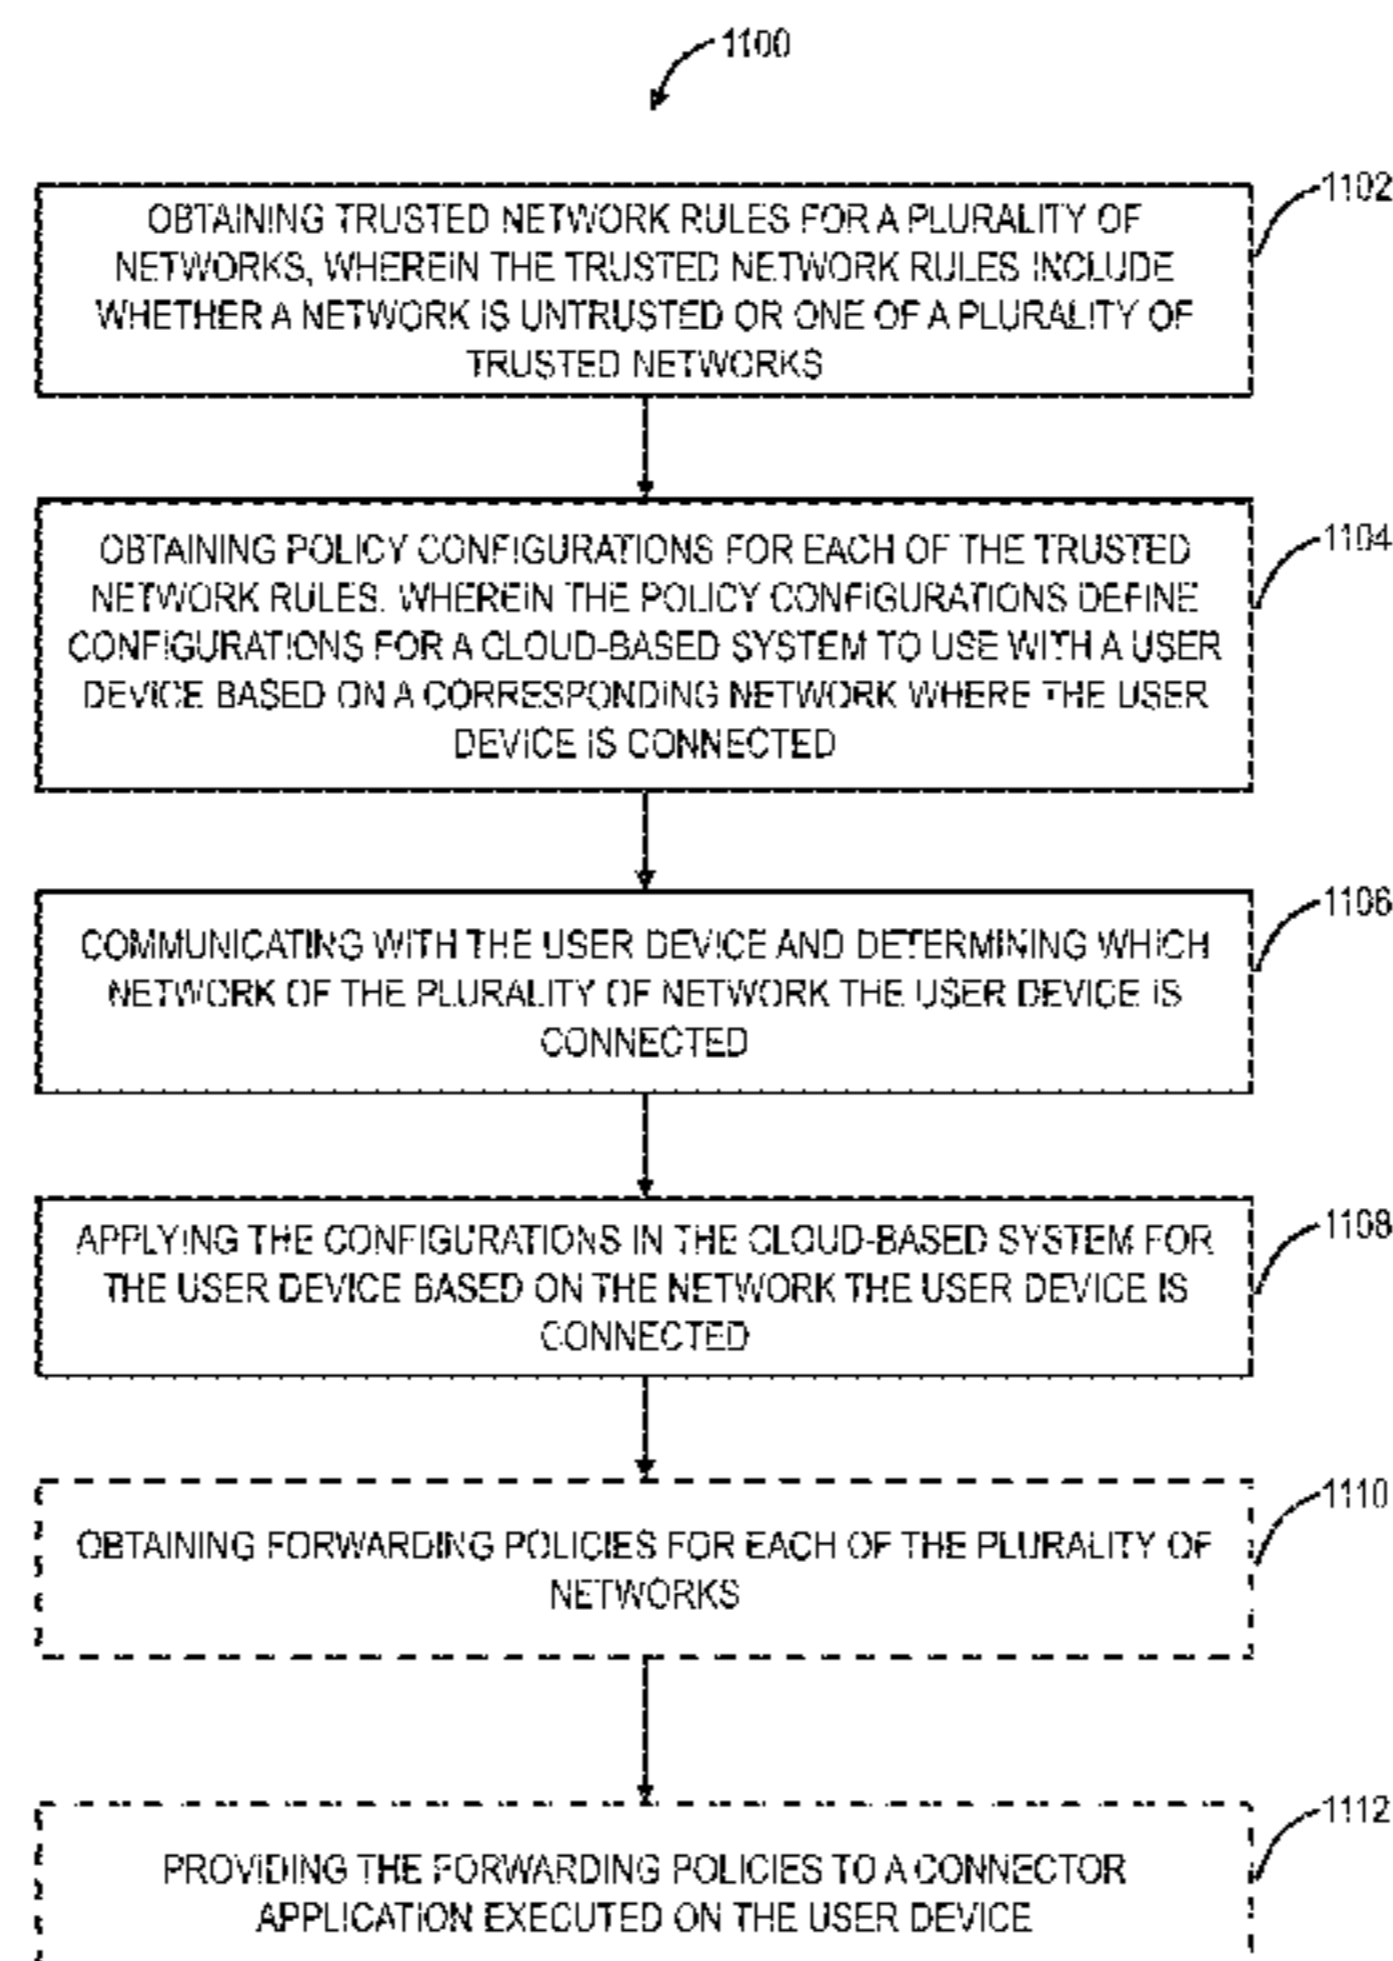 1100
1102
OBTAINING TRUSTED NETWORK RULES FOR A PLURALITY OF
NETWORKS, WHEREIN THE TRUSTED NETWORK RULES INCLUDE
WHETHER A NETWORK IS UNTRUSTED OR ONE OF A PLURALITY OF
TRUSTED NETWORKS
1104
OBTAINING POLICY CONFIGURATIONS FOR EACH OF THE TRUSTED
NETWORK RULES, WHEREIN THE POLICY CONFIGURATIONS DEFINE
CONFIGURATIONS FOR A CLOUD-BASED SYSTEM TO USE WITH A USER
DEVICE BASED ON A CORRESPONDING NETWORK WHERE THE USER
DEVICE IS CONNECTED
1106
COMMUNICATING WITH THE USER DEVICE AND DETERMINING WHICH
NETWORK OF THE PLURALITY OF NETWORK THE USER DEVICE IS
CONNECTED
1108
APPLYING THE CONFIGURATIONS IN THE CLOUD-BASED SYSTEM FOR
THE USER DEVICE BASED ON THE NETWORK THE USER DEVICE IS
CONNECTED
1110
OBTAINING FORWARDING POLICIES FOR EACH OF THE PLURALITY OF
NETWORKS
1112
PROVIDING THE FORWARDING POLICIES TO A CONNECTOR
APPLICATION EXECUTED ON THE USER DEVICE